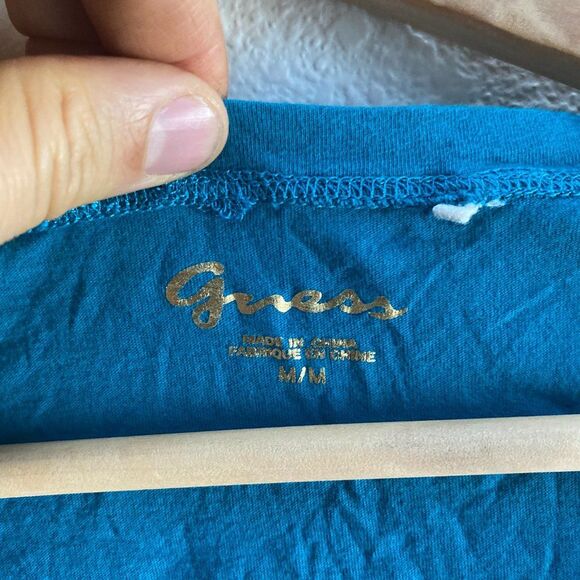 Guess
MADE IN CHINA
FABRIQUE EN CHINE
M/M